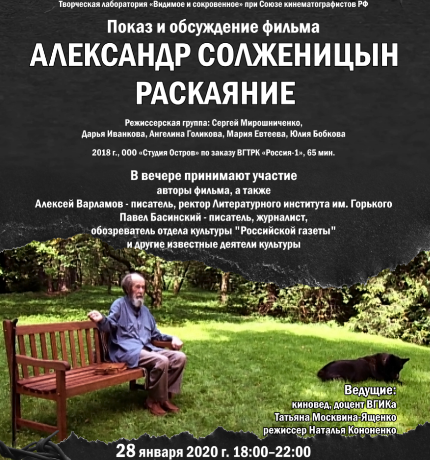 Творческая лаборатория «Видимое и сокровенное» при Союзе кинематографистов РФ
Показ и обсуждение фильма
АЛЕКСАНДР СОЛЖЕНИЦЫН
РАСКАЯНИЕ
Режиссерская группа: Сергей Мирошниченко,
Дарья Иванкова, Ангелина Голикова, Мария Евтеева, Юлия Бобкова
2018 г., ООО «Студия Остров» по заказу ВГТРК «Россия-1», 65 мин.
В вечере принимают участие
авторы фильма, а также
Алексей Варламов - писатель, ректор Литературного института им. Горького
Павел Басинский - писатель, журналист,
обозреватель отдела культуры "Российской газеты"
и другие известные деятели культуры
Ведущие:
киновед, доцент ВГИКа
Татьяна Москвина-Ященко
режиссер Наталья Кононенко
28 января 2020 г. 18:00–22:00